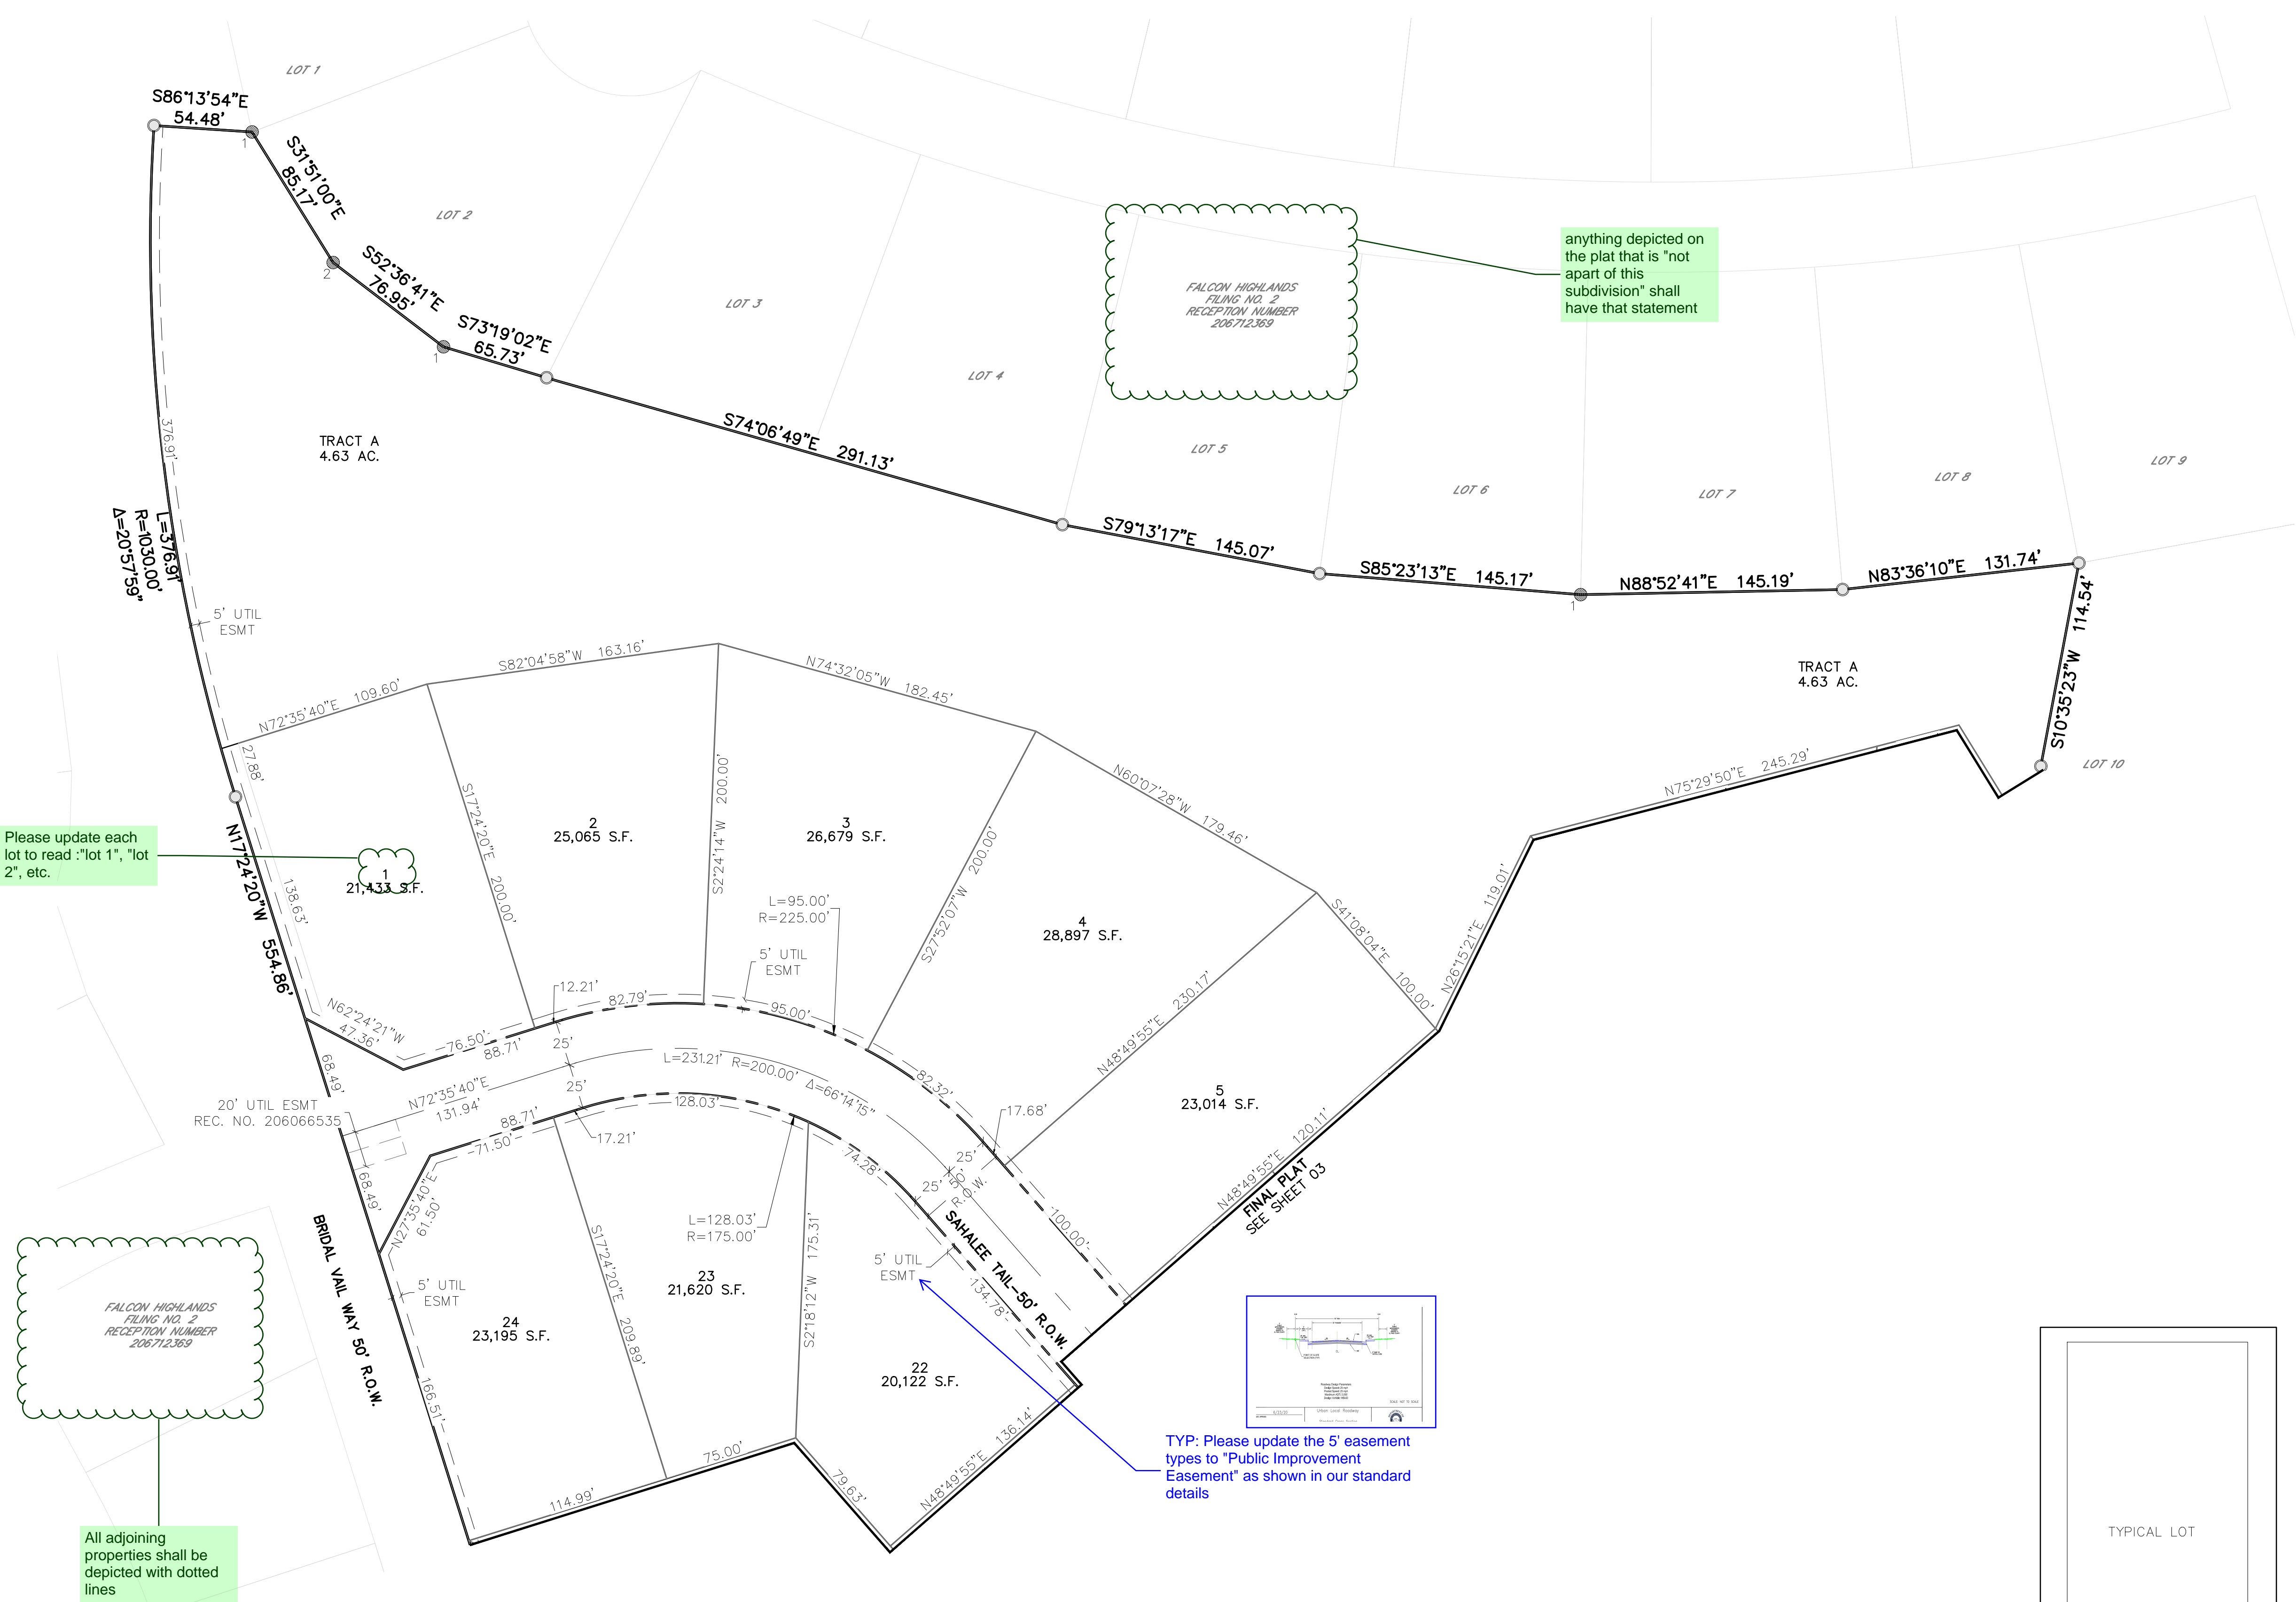 LOT 1
S86°13'54"E
54.48'
1
S31°51'00"E
85.17'
LOT 2
2
S52°36'41"E
76.95'
1
S73°19'02"E
65.73'
LOT 3
LOT 4
FALCON HIGHLANDS
FILING NO. 2
RECEPTION NUMBER
206712369
anything depicted on
the plat that is "not
apart of this
subdivision" shall
have that statement
S74°06'49"E 291.13'
LOT 5
LOT 6
LOT 7
LOT 8
LOT 9
TRACT A
4.63 AC.
376.91'
L=376.91'
R=1030.00'
Δ=20°57'59"
S79°13'17"E 145.07'
S85°23'13"E 145.17'
1
N88°52'41"E 145.19'
N83°36'10"E 131.74'
S10°35'23"W 114.54'
5' UTIL
ESMT
TRACT A
4.63 AC.
LOT 10
N72°35'40"E 109.60'
S82°04'58"W 163.16'
N74°32'05"W 182.45'
N60°07'28"W 179.46'
N75°29'50"E 245.29'
27.88'
S17°24'20"E 200.00'
2
25,065 S.F.
S2°24'14"W 200.00'
3
26,679 S.F.
S27°52'07"W 200.00'
Please update each
lot to read :"lot 1", "lot
2", etc.
1
21,433 S.F.
N17°24'20"W 554.86'
138.63'
L=95.00'
R=225.00'
4
28,897 S.F.
S41°08'04"E 100.00'
N26°15'21"E 119.01'
5' UTIL
ESMT
N62°24'21"W
47.36'
12.21'
82.79'
95.00'
N48°49'55"E 230.17'
76.50'
88.71'
25'
L=231.21' R=200.00' Δ=66°14'15"
82.32'
5
23,014 S.F.
68.49'
N72°35'40"E
131.94'
25'
20' UTIL ESMT
REC. NO. 206066535
88.71'
71.50'
17.21'
128.03'
17.68'
74.28'
25'
25'
50'
R.O.W.
N48°49'55"E 120.11'
FINAL PLAT
SEE SHEET 03
68.49'
N27°35'40"E
61.50'
100.00'
BRIDAL VAIL WAY 50' R.O.W.
L=128.03'
R=175.00'
S2°18'12"W 175.31'
S17°24'20"E 209.89'
SAHALEE TAIL-50' R.O.W.
5' UTIL
ESMT
134.78'
5' UTIL
ESMT
23
21,620 S.F.
24
23,195 S.F.
FALCON HIGHLANDS
FILING NO. 2
RECEPTION NUMBER
206712369
166.51'
22
20,122 S.F.
Urban Local Roadway
TYP: Please update the 5' easement
types to "Public Improvement
Easement" as shown in our standard
details
75.00'
114.99'
79.63'
N48°49'55"E 136.14'
All adjoining
properties shall be
depicted with dotted
lines
TYPICAL LOT